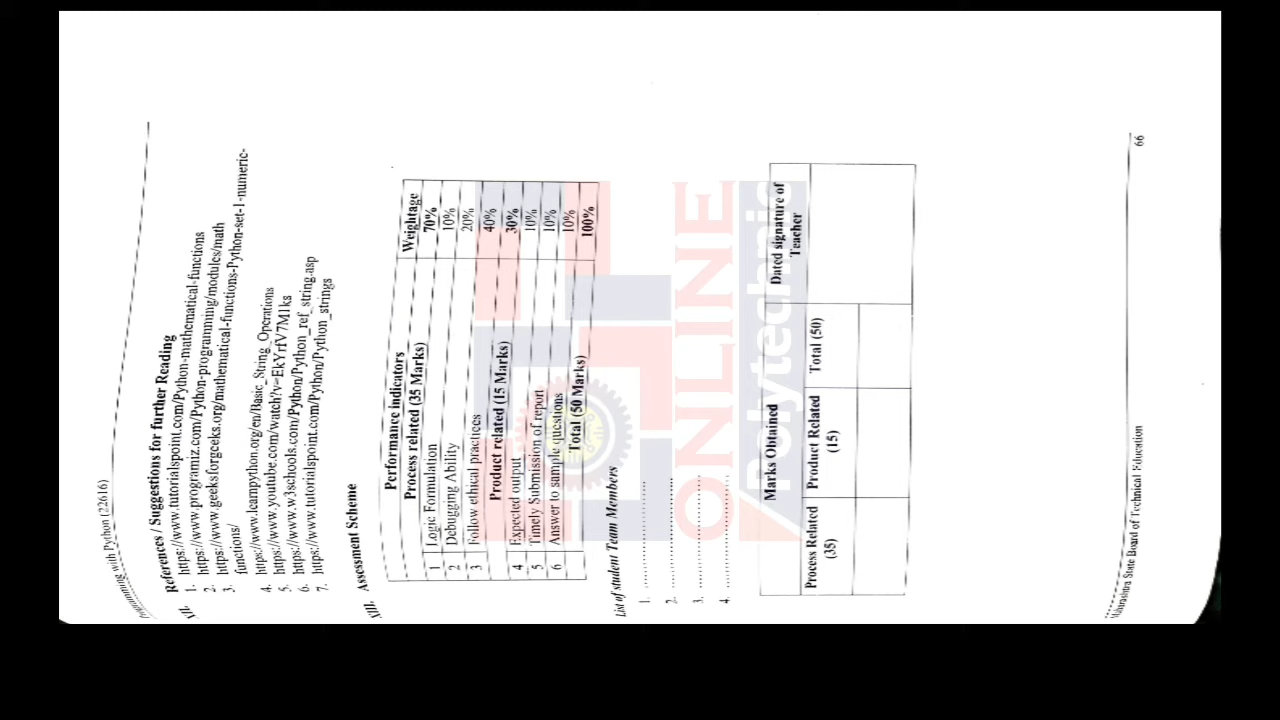 Programming with Python (22616)
XII. References / Suggestions for further Reading
1. https://www.tutorialspoint.com/Python-mathematical-functions
2. https://www.programiz.com/Python-programming/modules/math
3. https://www.geeksforgeeks.org/mathematical-functions-Python-set-1-numeric-
functions/
4. https://www.learnpython.org/en/Basic_String_Operations
5. https://www.youtube.com/watch?v=EkYrfV7M1ks
6. https://www.w3schools.com/Python/Python_ref_string.asp
7. https://www.tutorialspoint.com/Python/Python_strings
XIII. Assessment Scheme
Performance indicators Weightage
Process related (35 Marks) 70%
1 Logic Formulation 10%
2 Debugging Ability 20%
3 Follow ethical practices 40%
Product related (15 Marks) 30%
4 Expected output 10%
5 Timely Submission of report 10%
6 Answer to sample questions 10%
Total (50 Marks) 100%
List of student Team Members
1. ................................
2. ................................
3. ................................
4. ................................
Marks Obtained Dated signature of
Teacher
Process Related Product Related Total (50)
(35) (15)
Maharashtra State Board of Technical Education 66
ONLINE
Polytechnic